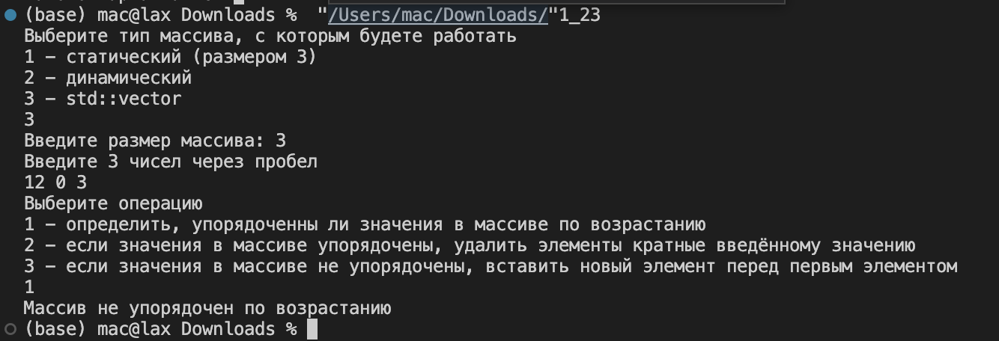 (base) mac@lax Downloads %  "/Users/mac/Downloads/"1_23
Выберите тип массива, с которым будете работать
1 – статический (размером 3)
2 – динамический
3 – std::vector
3
Введите размер массива: 3
Введите 3 чисел через пробел
12 0 3
Выберите операцию
1 – определить, упорядоченны ли значения в массиве по возрастанию
2 – если значения в массиве упорядочены, удалить элементы кратные введённому значению
3 – если значения в массиве не упорядочены, вставить новый элемент перед первым элементом
1
Массив не упорядочен по возрастанию
(base) mac@lax Downloads %